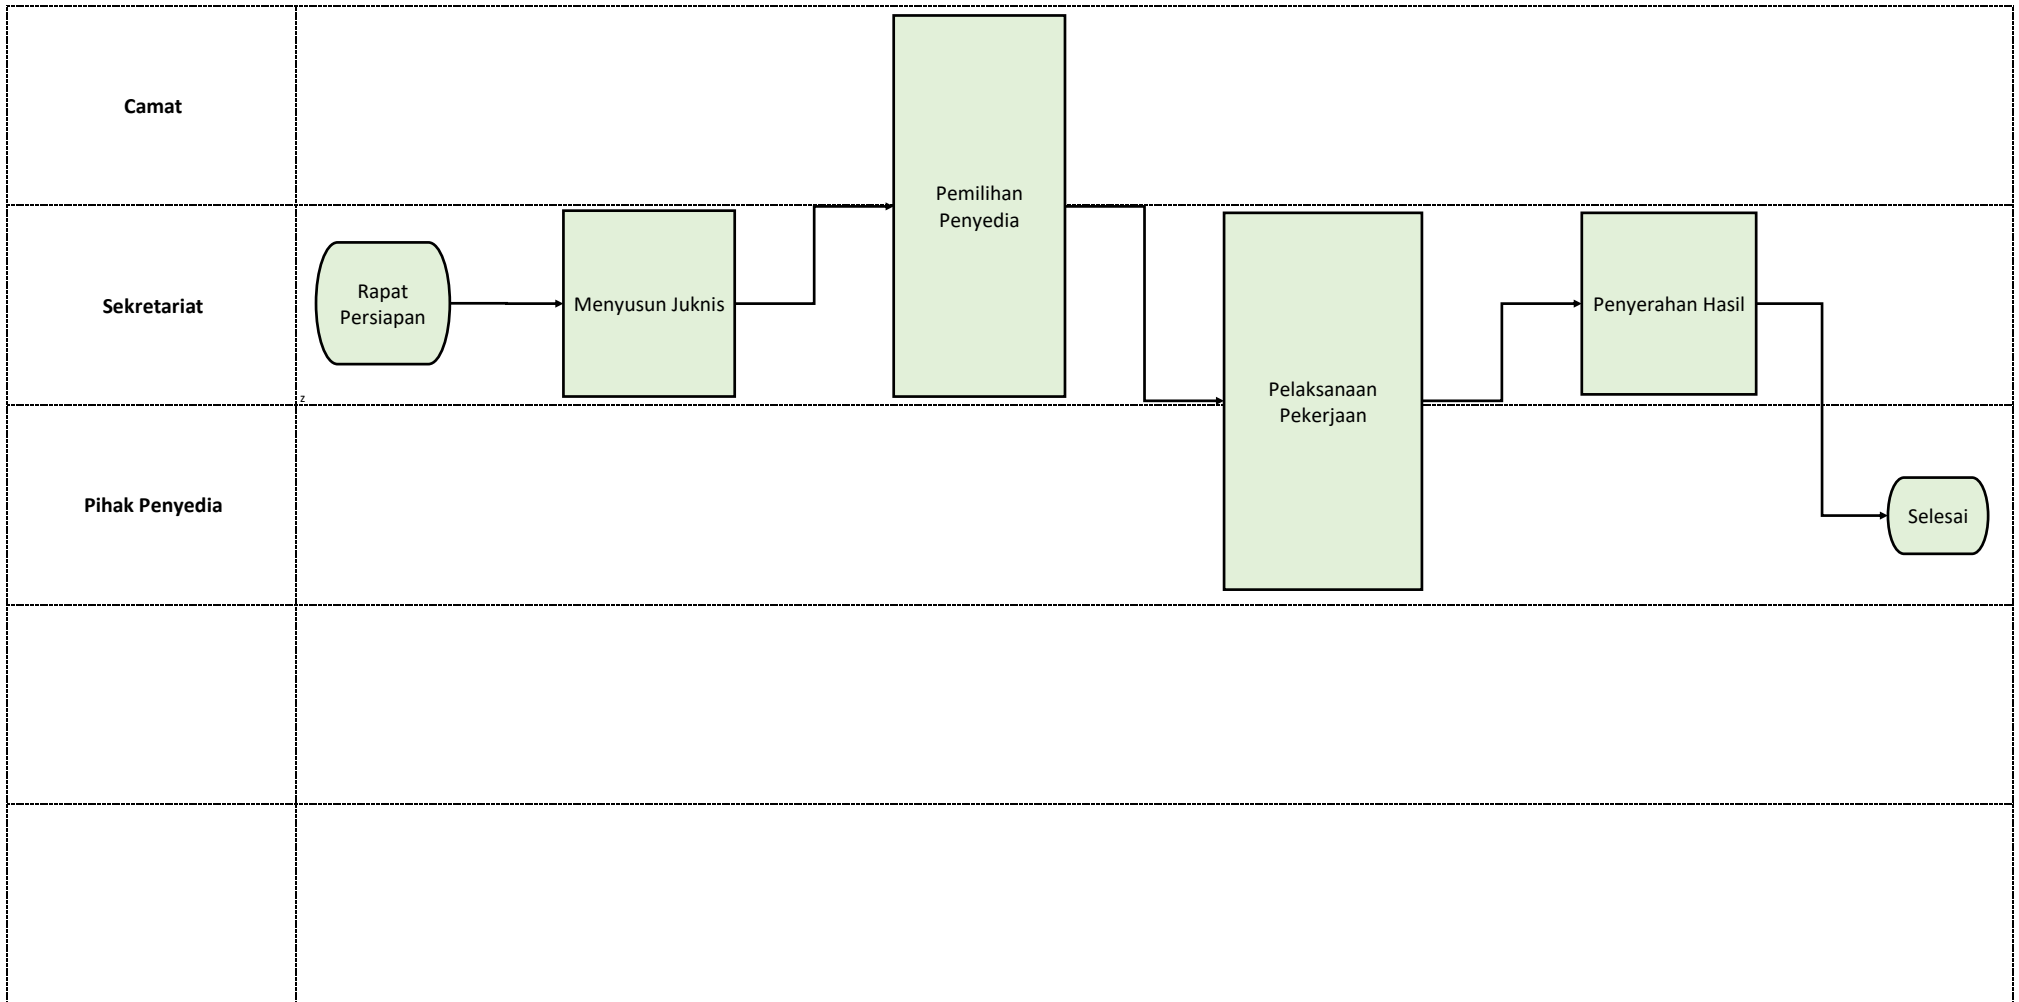 Camat
Pemilihan
Penyedia
Sekretariat
Rapat
Persiapan
Menyusun Juknis
Penyerahan Hasil
z
Pelaksanaan
Pekerjaan
Pihak Penyedia
Selesai